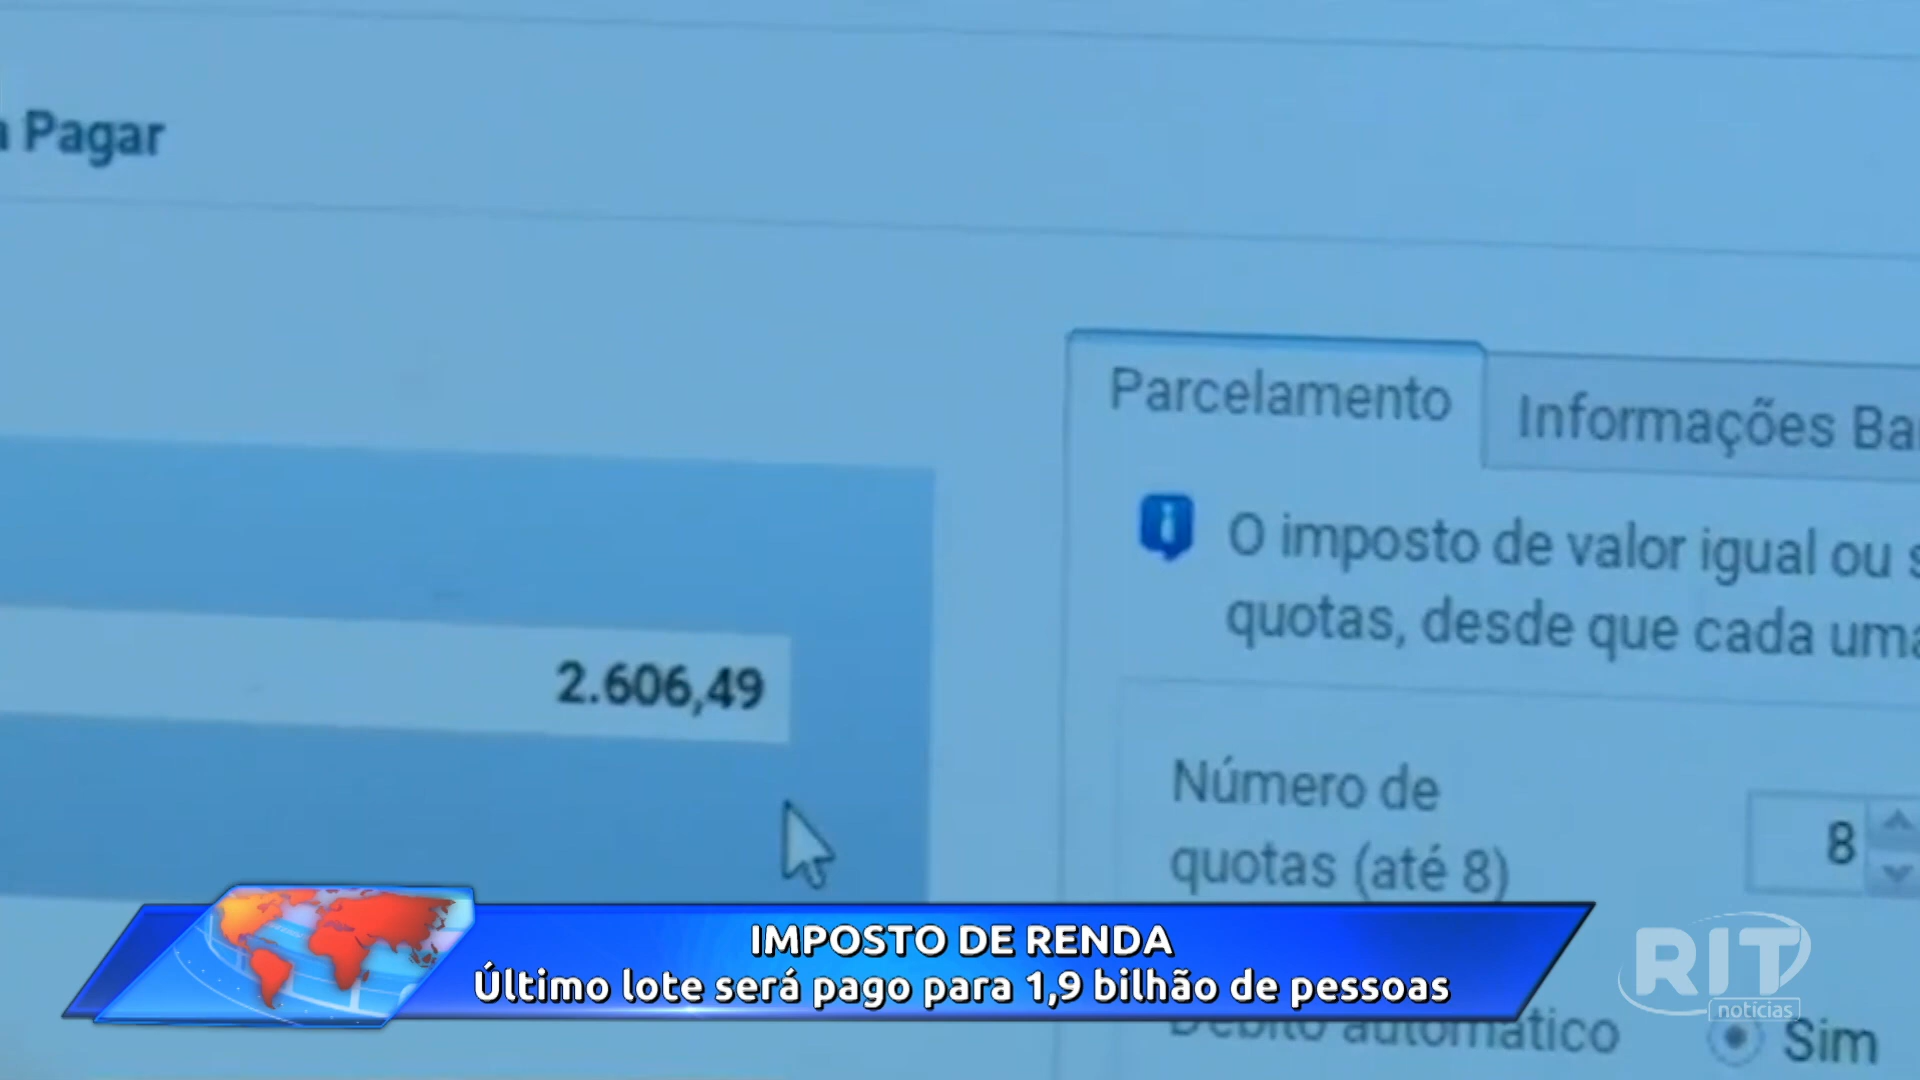 a Pagar
Parcelamento
Informações Ba
O imposto de valor igual ou s
quotas, desde que cada uma
2.606,49
Número de
quotas (até 8)
8
IMPOSTO DE RENDA
Último lote será pago para 1,9 bilhão de pessoas
RIT
notícias
Débito automático
Sim